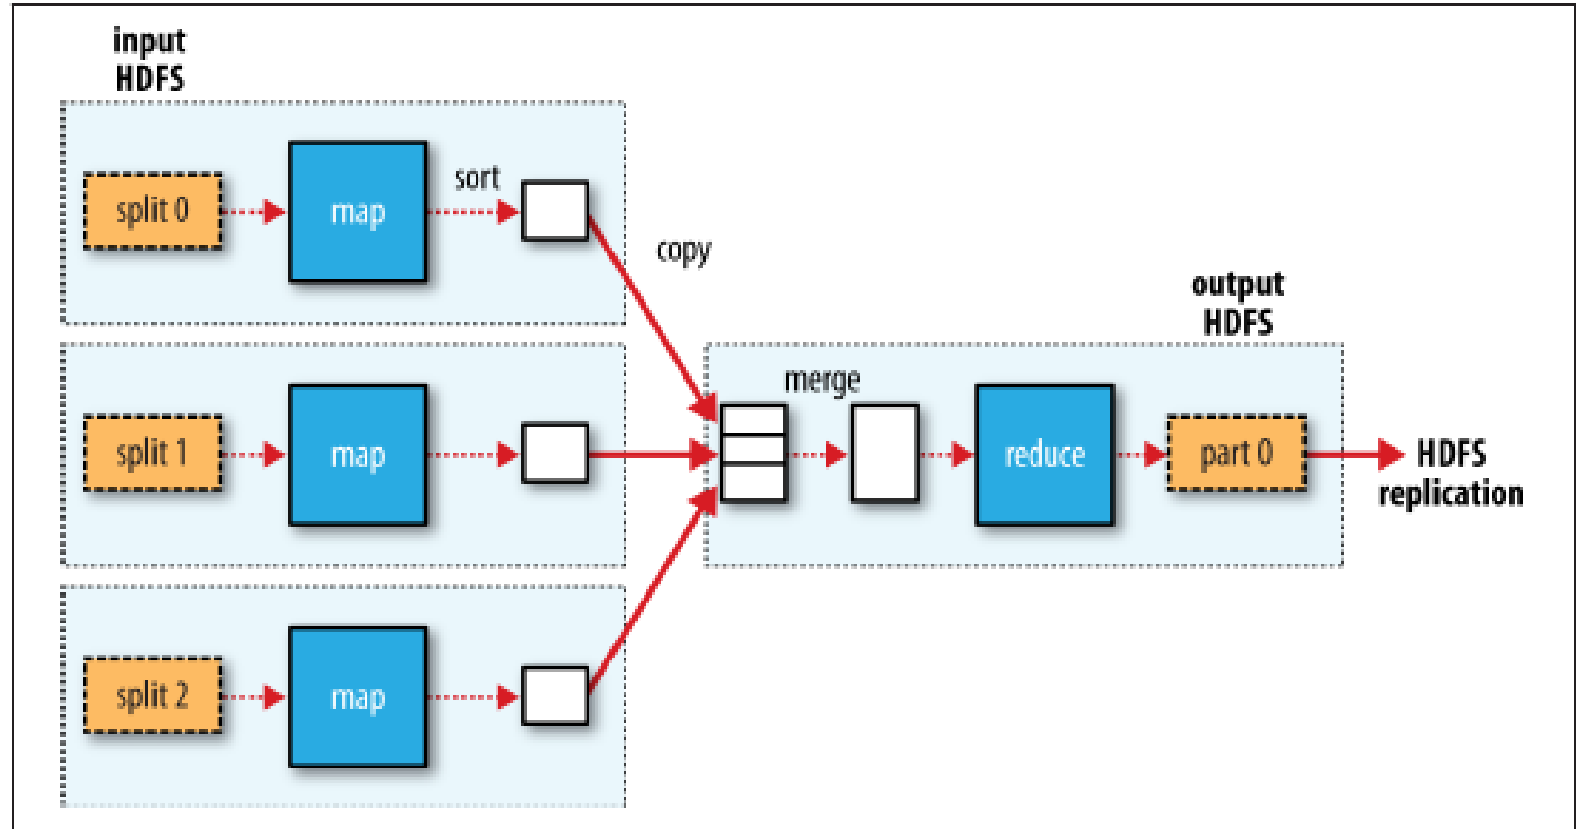 input
HDFS
split 0
map
sort
copy
split 1
map
merge
output
HDFS
reduce
part 0
HDFS
replication
split 2
map